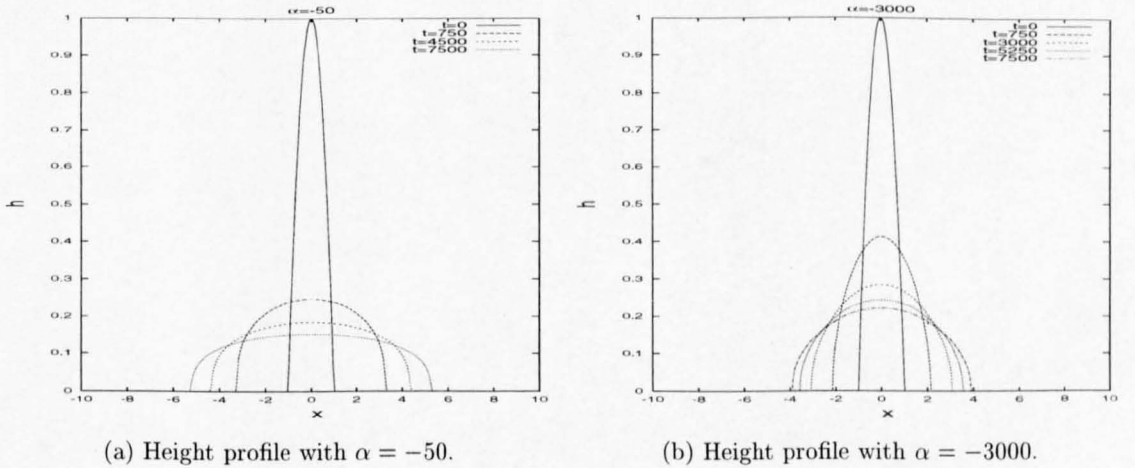 α=-50
t=0
t=750
t=4500
t=7500
1
0.9
0.8
0.7
0.6
0.5
0.4
0.3
0.2
0.1
0
h
-10 -8 -6 -4 -2 0 2 4 6 8 10
x
(a) Height profile with α = −50.
α=-3000
t=0
t=750
t=3000
t=5250
t=7500
1
0.9
0.8
0.7
0.6
0.5
0.4
0.3
0.2
0.1
0
h
-10 -8 -6 -4 -2 0 2 4 6 8 10
x
(b) Height profile with α = −3000.